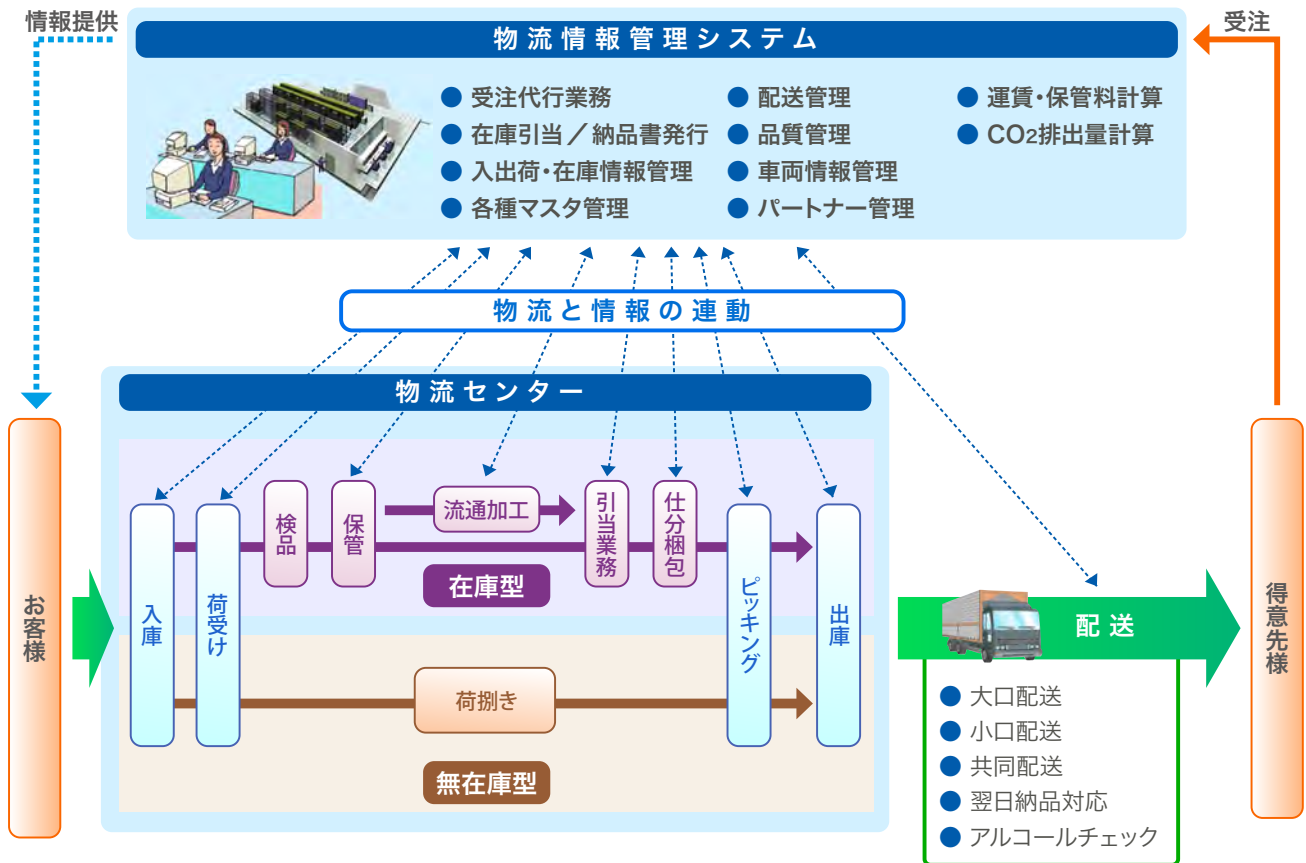 情報提供
物流情報管理システム
受注
● 受注代行業務
● 在庫引当／納品書発行
● 入出荷・在庫情報管理
● 各種マスタ管理
● 配送管理
● 品質管理
● 車両情報管理
● パートナー管理
● 運賃・保管料計算
● CO2排出量計算
物流と情報の連動
物流センター
お客様
入庫
荷受け
検品
保管
流通加工
引当業務
仕分梱包
ピッキング
出庫
在庫型
荷捌き
無在庫型
配送
● 大口配送
● 小口配送
● 共同配送
● 翌日納品対応
● アルコールチェック
得意先様